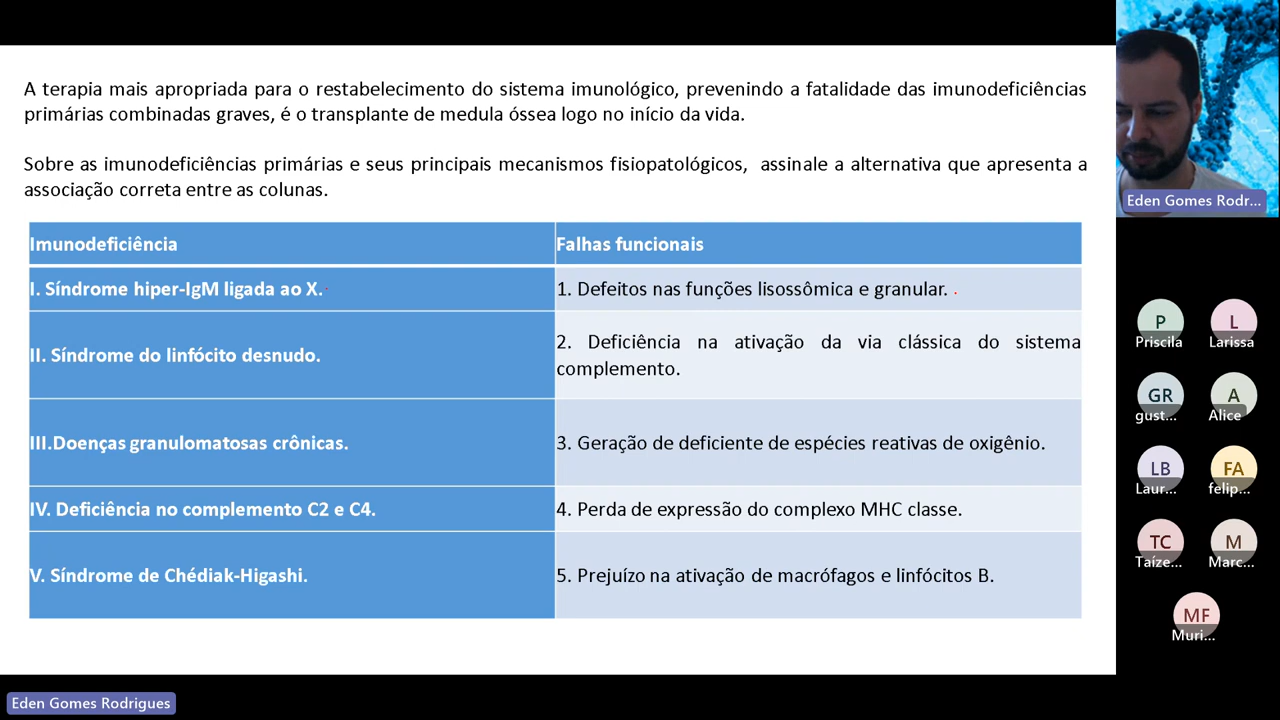 A terapia mais apropriada para o restabelecimento do sistema imunológico, prevenindo a fatalidade das imunodeficiências
primárias combinadas graves, é o transplante de medula óssea logo no início da vida.
Sobre as imunodeficiências primárias e seus principais mecanismos fisiopatológicos, assinale a alternativa que apresenta a
associação correta entre as colunas.
Imunodeficiência
Falhas funcionais
I. Síndrome hiper-IgM ligada ao X.
1. Defeitos nas funções lisossômica e granular.
II. Síndrome do linfócito desnudo.
2. Deficiência na ativação da via clássica do sistema
complemento.
III.Doenças granulomatosas crônicas.
3. Geração de deficiente de espécies reativas de oxigênio.
IV. Deficiência no complemento C2 e C4.
4. Perda de expressão do complexo MHC classe.
V. Síndrome de Chédiak-Higashi.
5. Prejuízo na ativação de macrófagos e linfócitos B.
Eden Gomes Rodr...
P
Priscila
L
Larissa
GR
gust...
A
Alice
LB
Laur...
FA
felip...
TC
Taíze...
M
Marc...
MF
Muri...
Eden Gomes Rodrigues